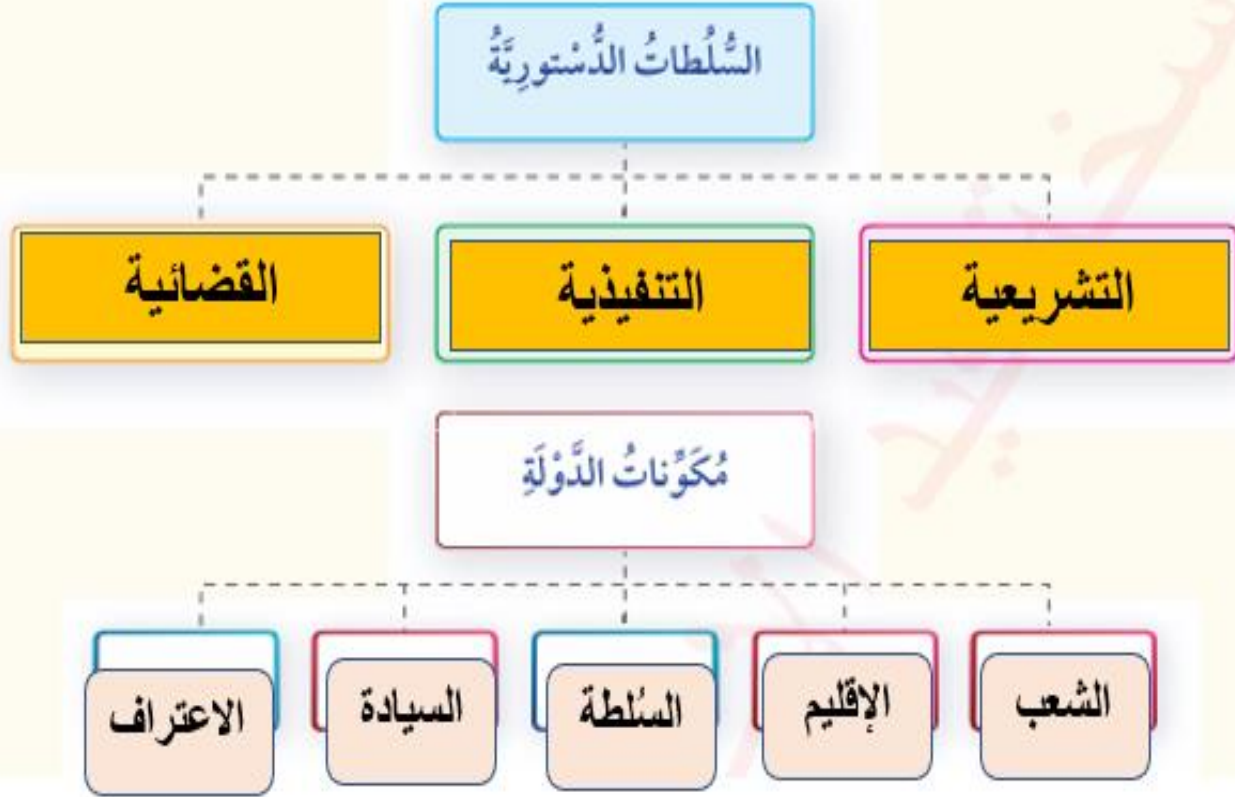 السُّلُطاتُ الدُّسْتورِيَّةُ
التشريعية
التنفيذية
القضائية
مُكَوِّناتُ الدَّوْلَةِ
الشعب
الإقليم
السُلطة
السيادة
الاعتراف